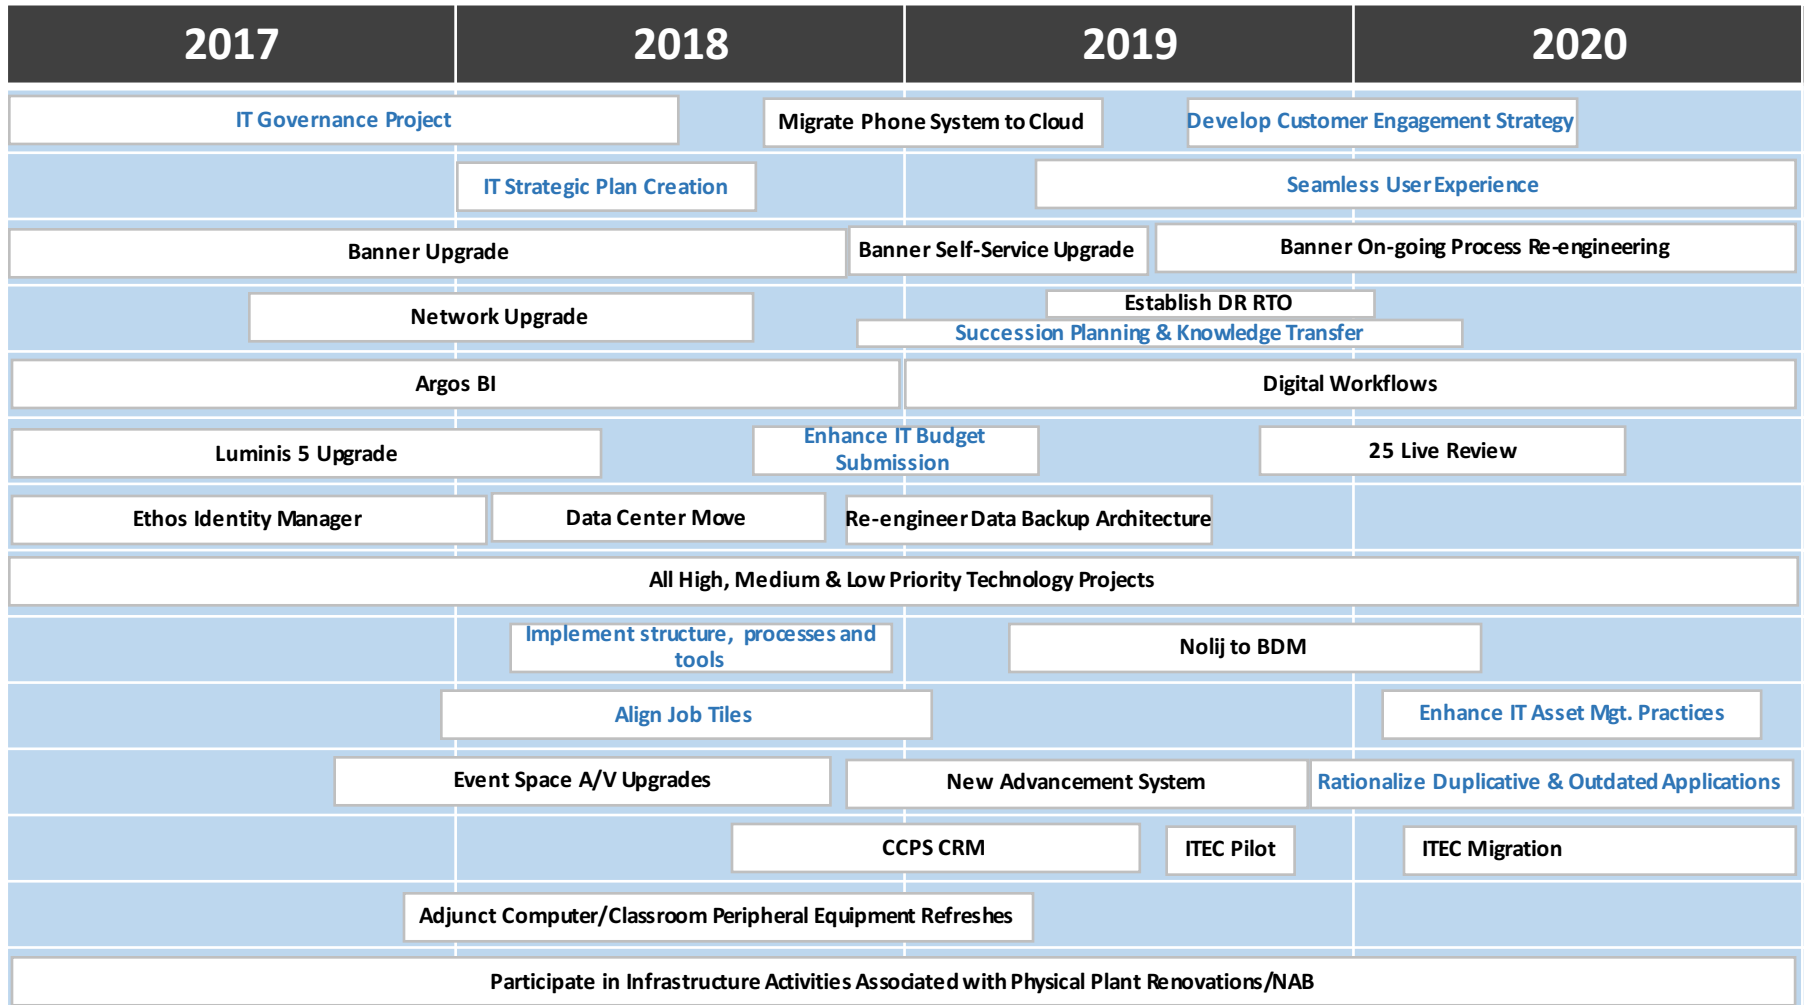 2017 2018 2019 2020
IT Governance Project
Migrate Phone System to Cloud
Develop Customer Engagement Strategy
IT Strategic Plan Creation
Seamless User Experience
Banner Upgrade
Banner Self-Service Upgrade
Banner On-going Process Re-engineering
Network Upgrade
Establish DR RTO
Succession Planning & Knowledge Transfer
Argos BI
Digital Workflows
Luminis 5 Upgrade
Enhance IT Budget
Submission
25 Live Review
Ethos Identity Manager
Data Center Move
Re-engineer Data Backup Architecture
All High, Medium & Low Priority Technology Projects
Implement structure, processes and
tools
Nolij to BDM
Align Job Tiles
Enhance IT Asset Mgt. Practices
Event Space A/V Upgrades
New Advancement System
Rationalize Duplicative & Outdated Applications
CCPS CRM
ITEC Pilot
ITEC Migration
Adjunct Computer/Classroom Peripheral Equipment Refreshes
Participate in Infrastructure Activities Associated with Physical Plant Renovations/NAB